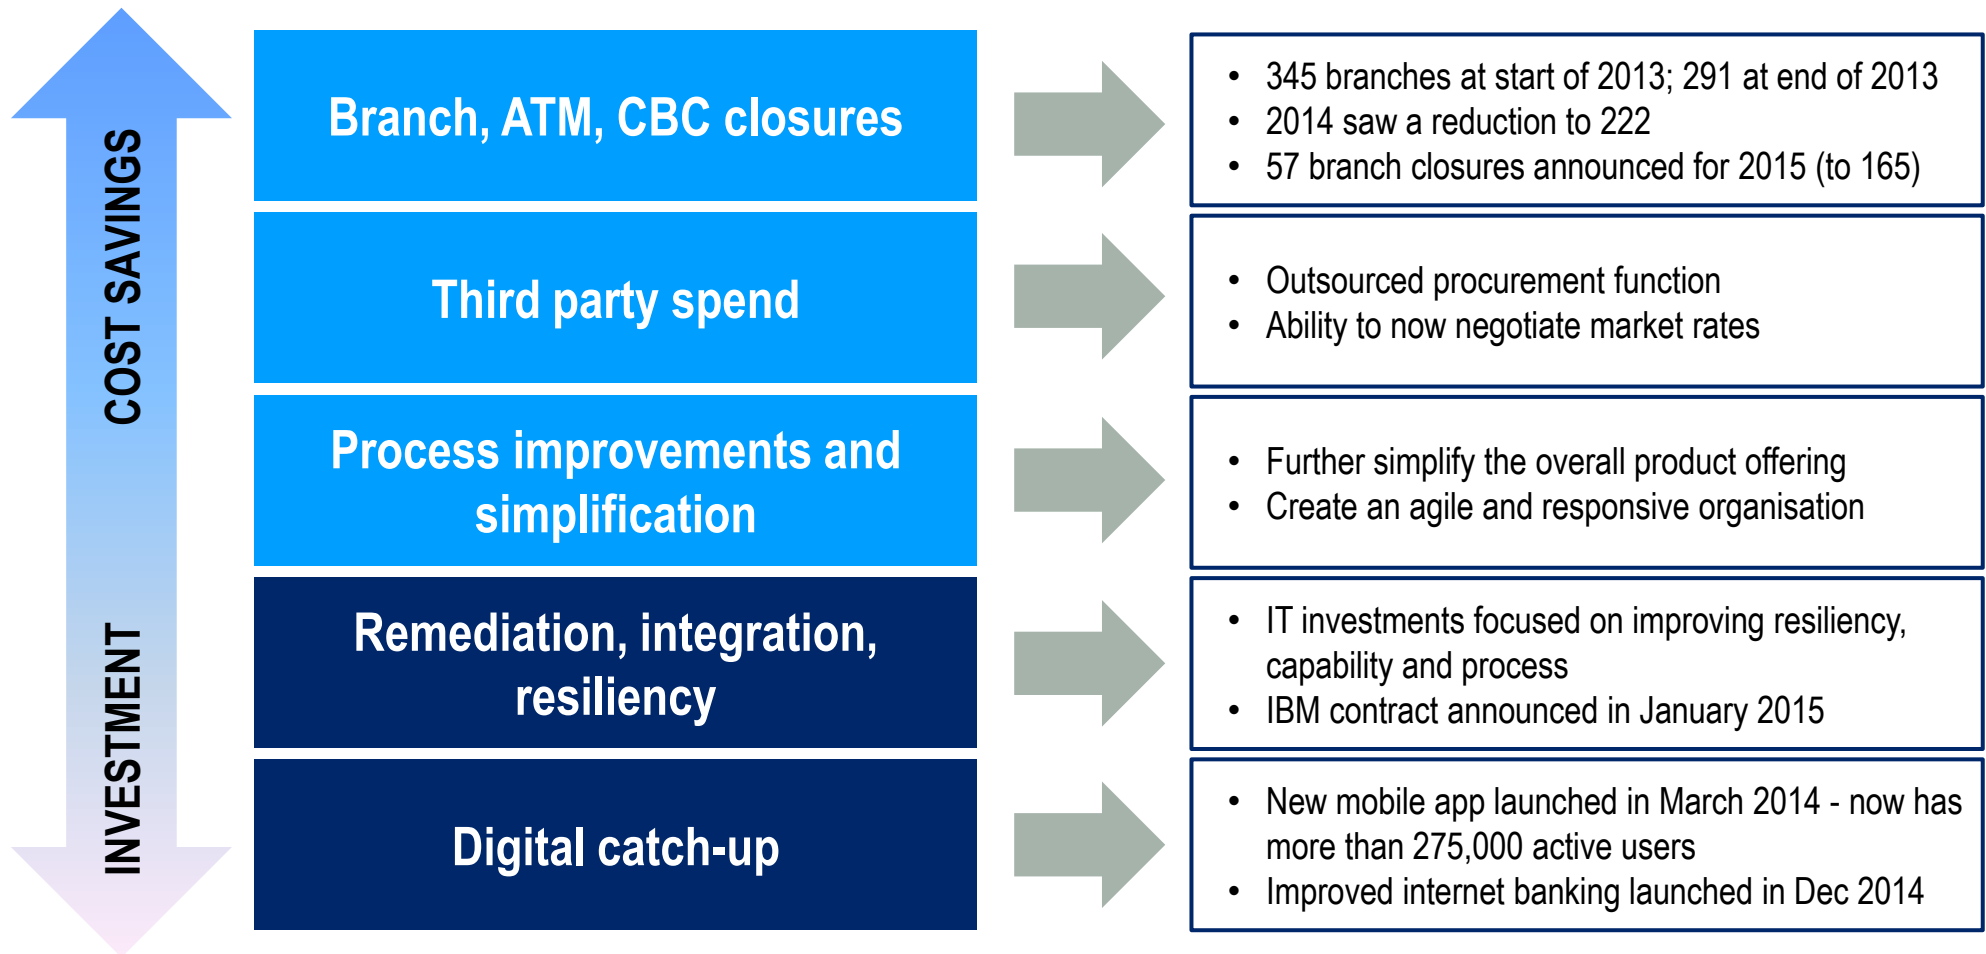 COST SAVINGS
INVESTMENT
Branch, ATM, CBC closures
• 345 branches at start of 2013; 291 at end of 2013
• 2014 saw a reduction to 222
• 57 branch closures announced for 2015 (to 165)
Third party spend
• Outsourced procurement function
• Ability to now negotiate market rates
Process improvements and
simplification
• Further simplify the overall product offering
• Create an agile and responsive organisation
Remediation, integration,
resiliency
• IT investments focused on improving resiliency,
capability and process
• IBM contract announced in January 2015
Digital catch-up
• New mobile app launched in March 2014 - now has
more than 275,000 active users
• Improved internet banking launched in Dec 2014